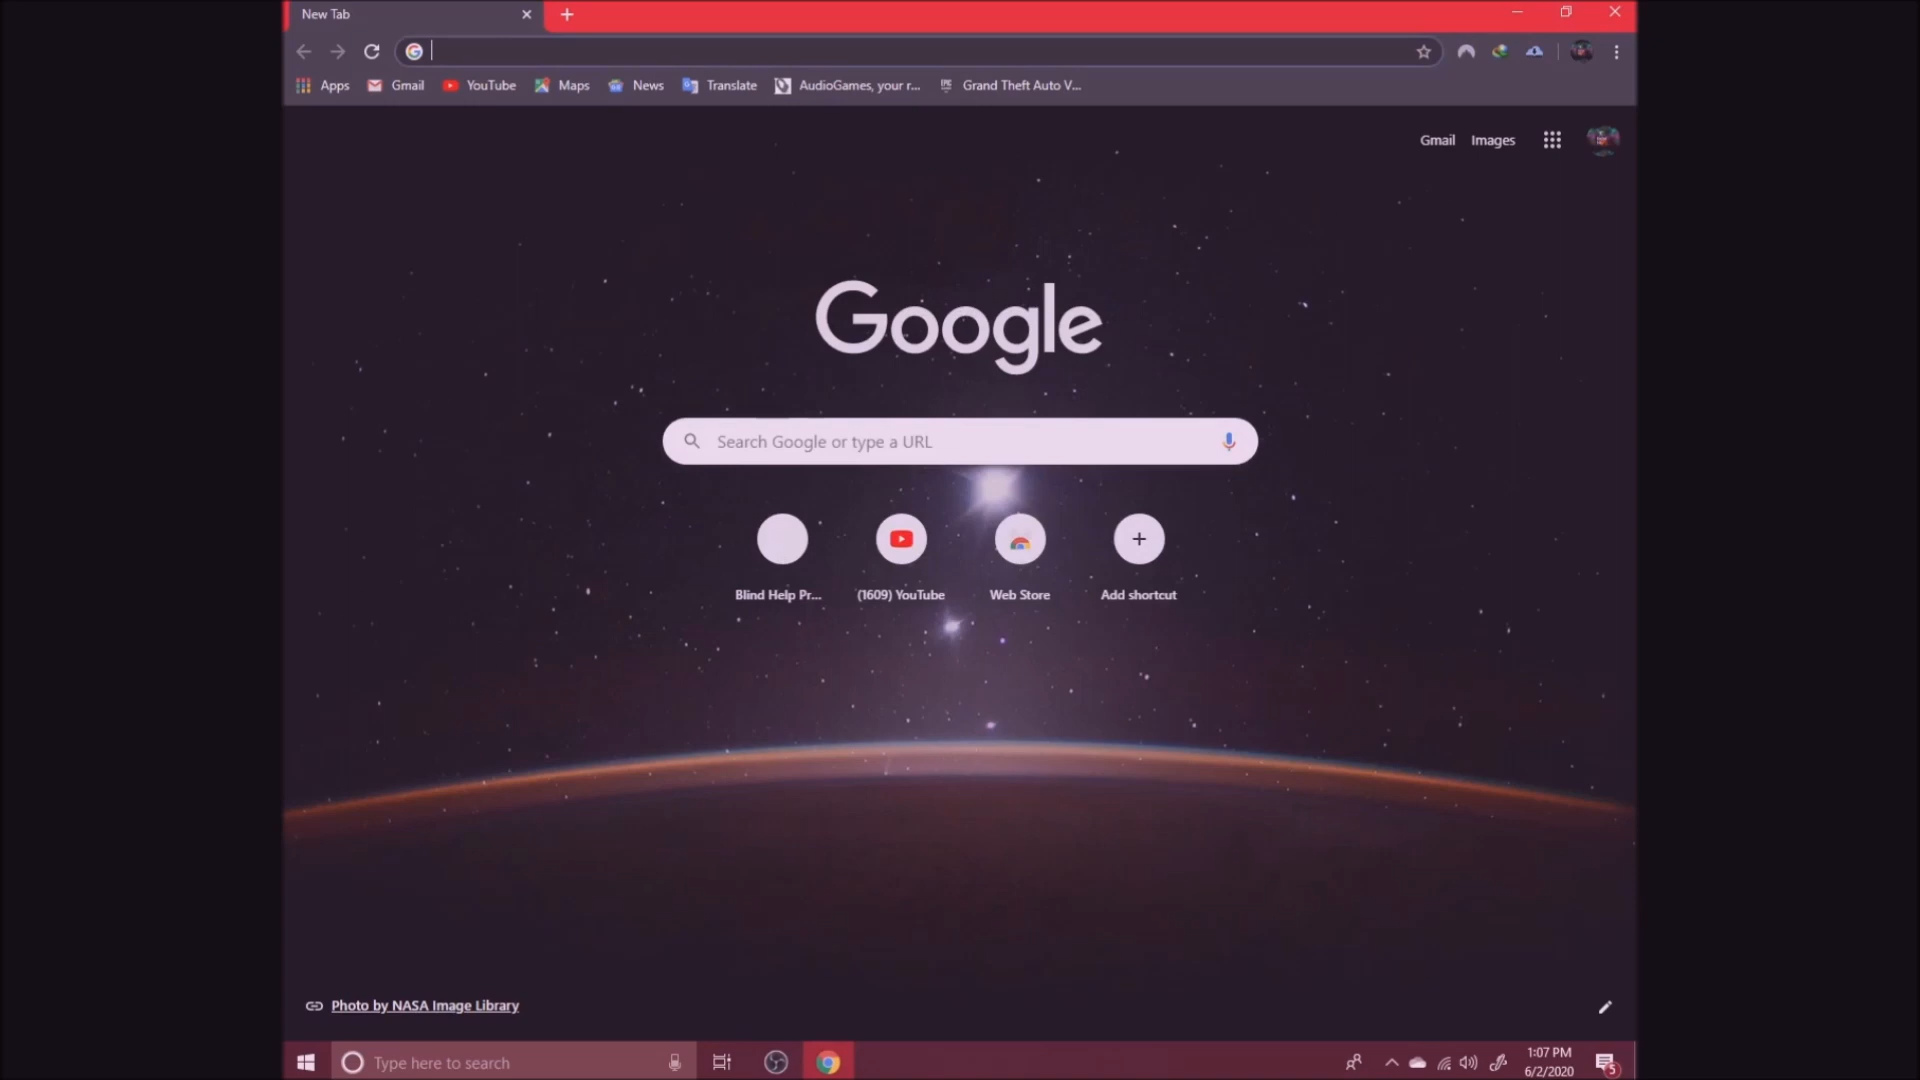 New Tab
Apps Gmail YouTube Maps News Translate AudioGames, your r... Grand Theft Auto V...
Gmail Images
Google
Search Google or type a URL
Blind Help Pr... (1609) YouTube Web Store Add shortcut
Photo by NASA Image Library
Type here to search
1:07 PM
6/2/2020
5